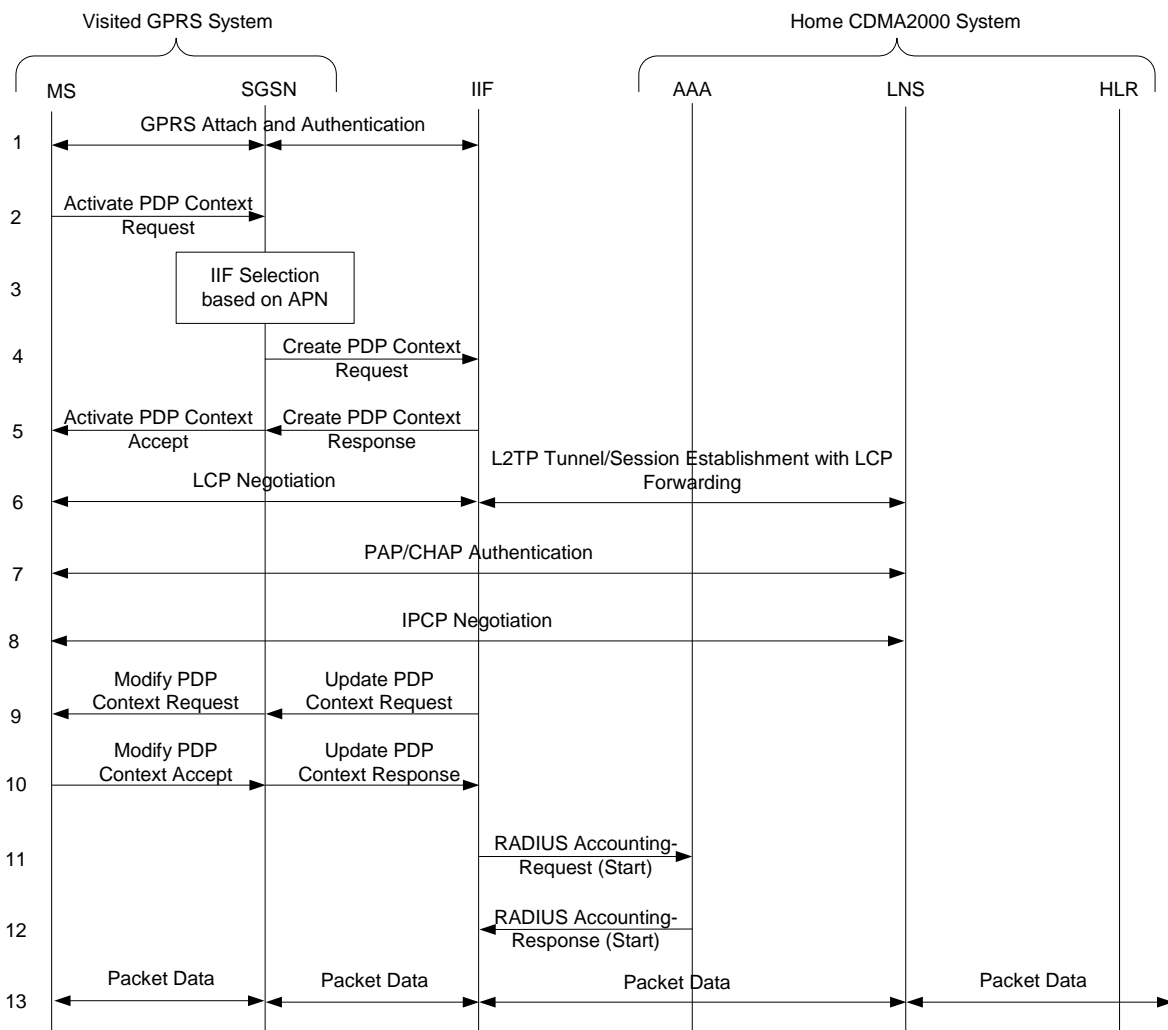 Visited GPRS System
Home CDMA2000 System
MS
SGSN
IIF
AAA
LNS
HLR
1
GPRS Attach and Authentication
2
Activate PDP Context
Request
3
IIF Selection
based on APN
4
Create PDP Context
Request
5
Activate PDP Context
Accept
Create PDP Context
Response
6
LCP Negotiation
L2TP Tunnel/Session Establishment with LCP
Forwarding
7
PAP/CHAP Authentication
8
IPCP Negotiation
9
Modify PDP
Context Request
Update PDP
Context Request
10
Modify PDP
Context Accept
Update PDP
Context Response
11
RADIUS Accounting-
Request (Start)
12
RADIUS Accounting-
Response (Start)
13
Packet Data
Packet Data
Packet Data
Packet Data